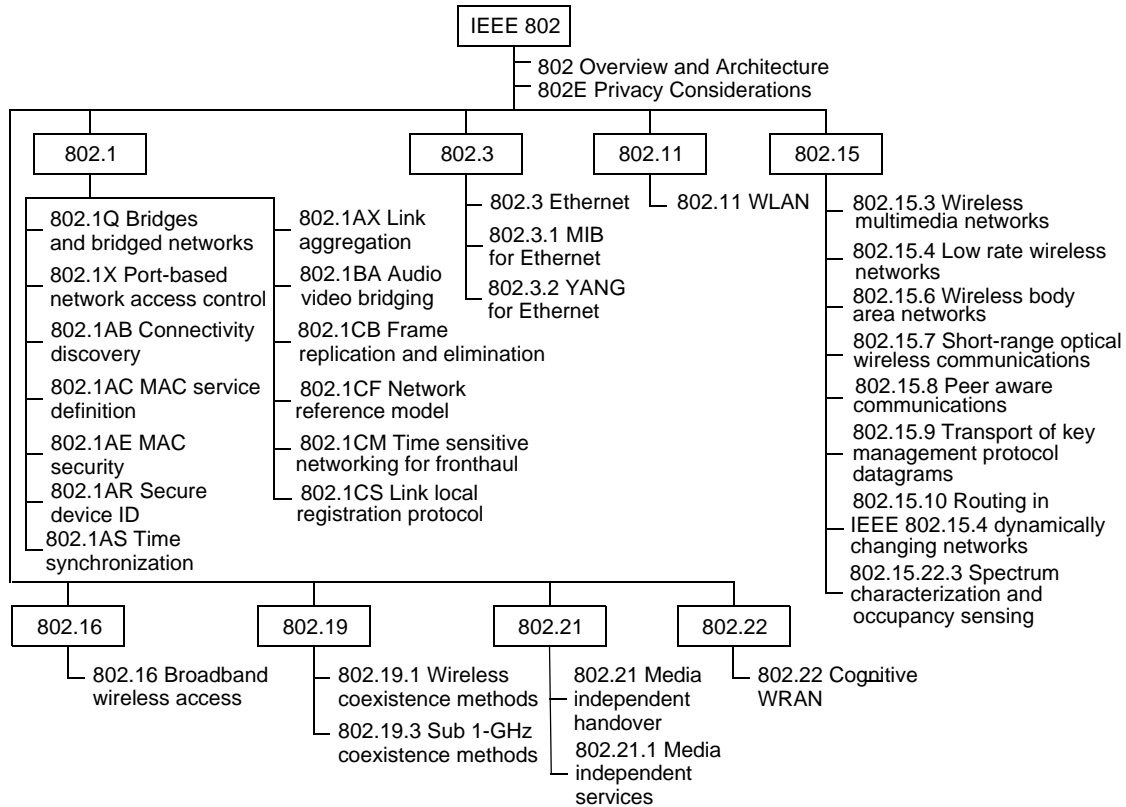 IEEE 802
802 Overview and Architecture
802E Privacy Considerations
802.1
802.3
802.11
802.15
802.1Q Bridges
and bridged networks
802.1X Port-based
network access control
802.1AB Connectivity
discovery
802.1AC MAC service
definition
802.1AE MAC
security
802.1AR Secure
device ID
802.1AS Time
synchronization
802.1AX Link
aggregation
802.1BA Audio
video bridging
802.1CB Frame
replication and elimination
802.1CF Network
reference model
802.1CM Time sensitive
networking for fronthaul
802.1CS Link local
registration protocol
802.3 Ethernet
802.3.1 MIB
for Ethernet
802.3.2 YANG
for Ethernet
802.11 WLAN
802.15.3 Wireless
multimedia networks
802.15.4 Low rate wireless
networks
802.15.6 Wireless body
area networks
802.15.7 Short-range optical
wireless communications
802.15.8 Peer aware
communications
802.15.9 Transport of key
management protocol
datagrams
802.15.10 Routing in
IEEE 802.15.4 dynamically
changing networks
802.15.22.3 Spectrum
characterization and
occupancy sensing
802.16
802.19
802.21
802.22
802.16 Broadband
wireless access
802.19.1 Wireless
coexistence methods
802.19.3 Sub 1-GHz
coexistence methods
802.21 Media
independent
handover
802.21.1 Media
independent
services
802.22 Cognitive
WRAN